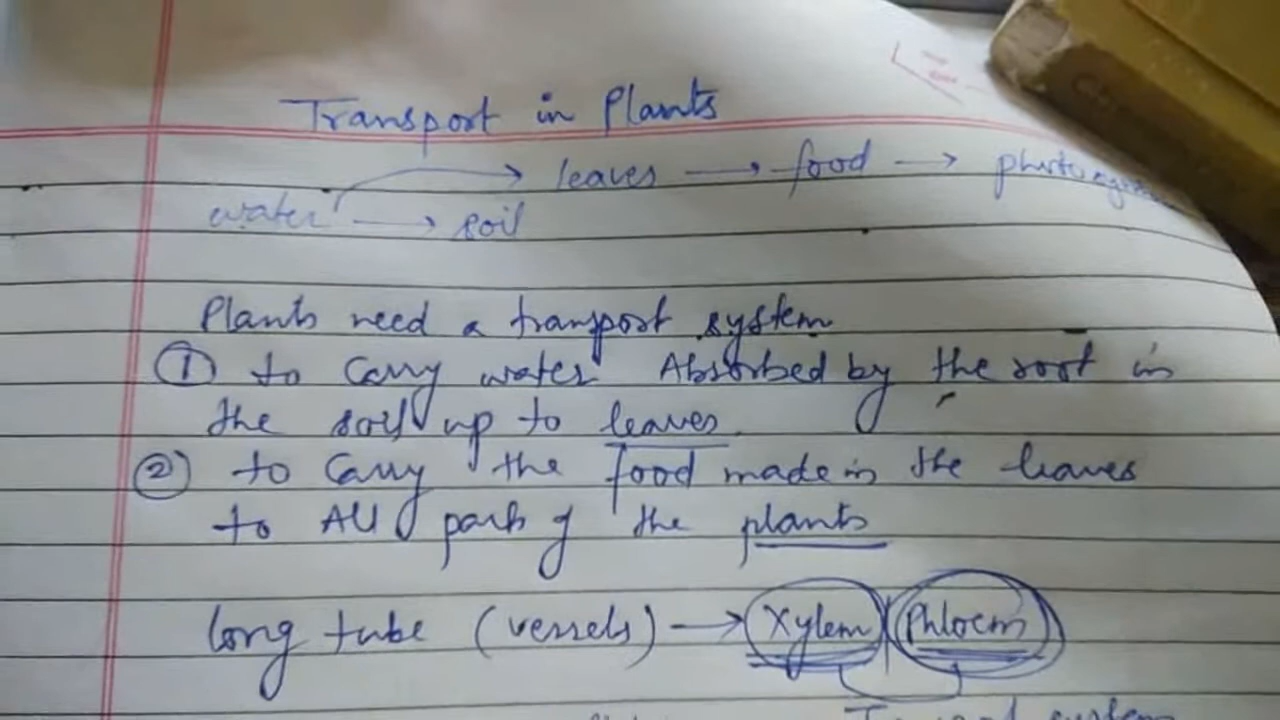 Transport in Plants
leaves → food →
water → soil
Plants need a transport system
① to carry water Absorbed by the root in
the soil up to leaves.
② to carry the food made in the leaves
to All parts of the plants
long tube (vessels) → Xylem Phloem